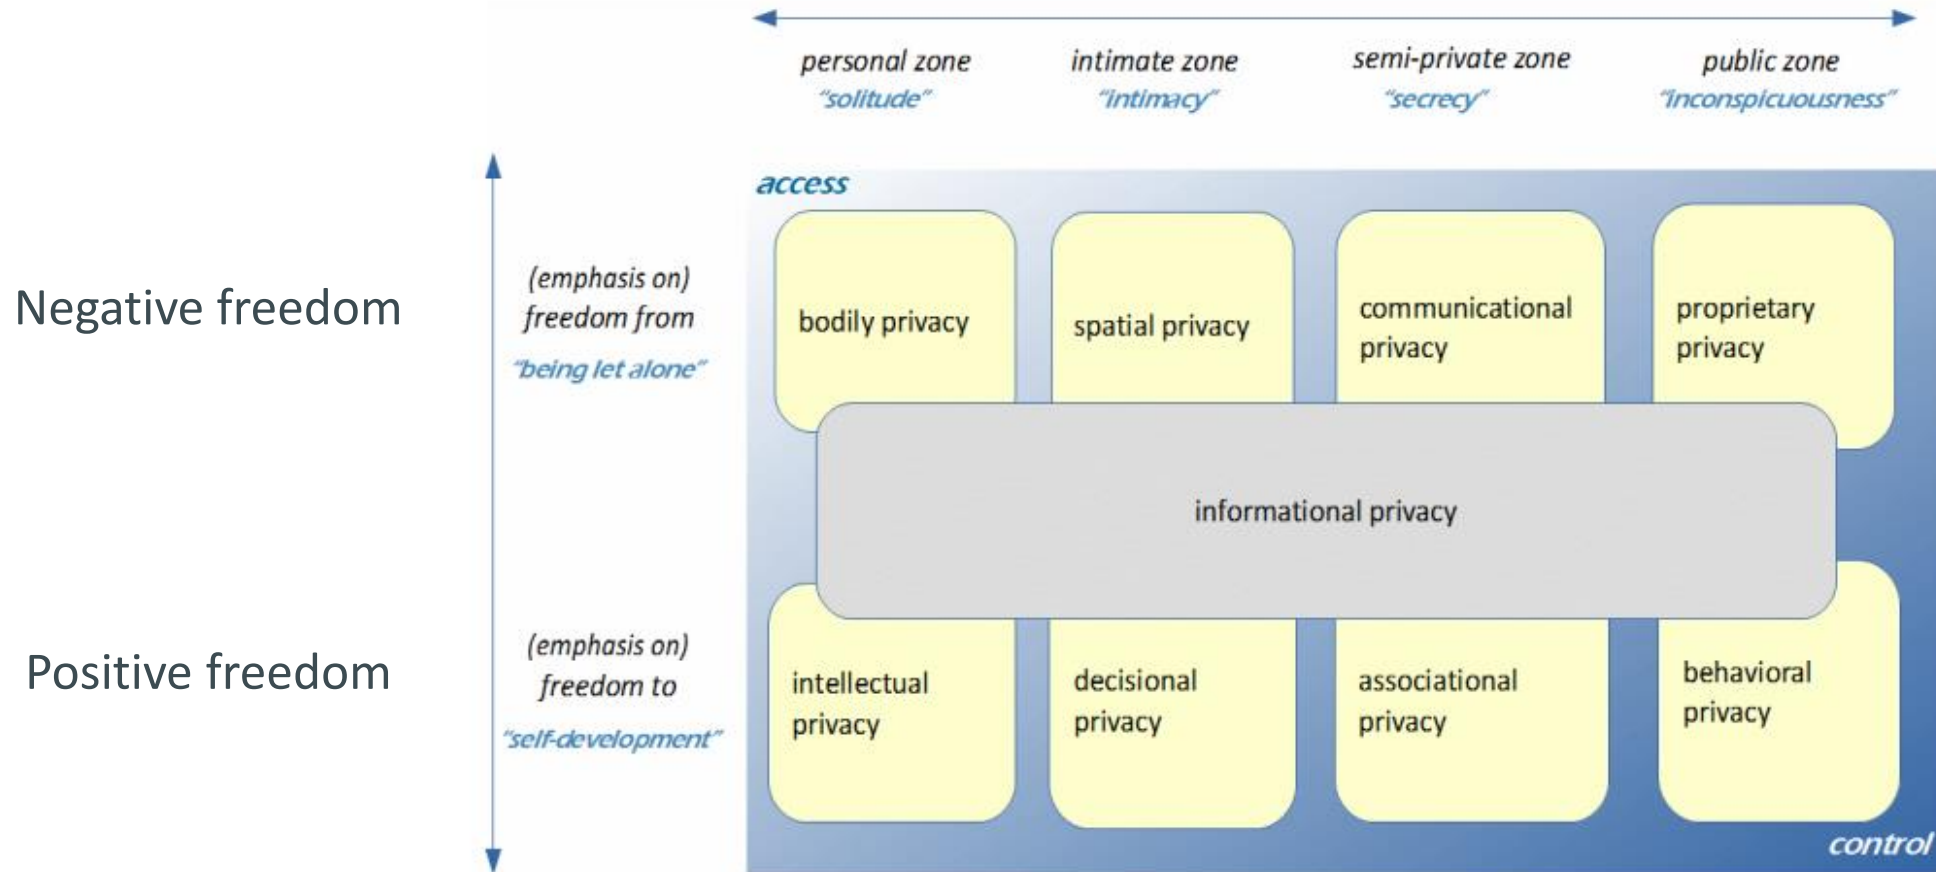 personal zone
"solitude"
intimate zone
"intimacy"
semi-private zone
"secrecy"
public zone
"inconspicuousness"
access
Negative freedom
(emphasis on)
freedom from
"being let alone"
bodily privacy
spatial privacy
communicational
privacy
proprietary
privacy
informational privacy
Positive freedom
(emphasis on)
freedom to
"self-development"
intellectual
privacy
decisional
privacy
associational
privacy
behavioral
privacy
control